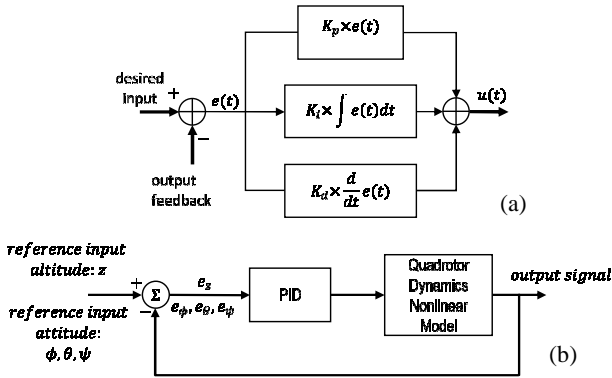 K_p × e(t)
desired
input
+
e(t)
−
K_i × ∫ e(t)dt
u(t)
output
feedback
K_d × d/dt e(t)
(a)
reference input
altitude: z
+
Σ
−
e_z
e_ϕ, e_θ, e_ψ
PID
Quadrotor
Dynamics
Nonlinear
Model
output signal
reference input
attitude:
ϕ, θ, ψ
(b)